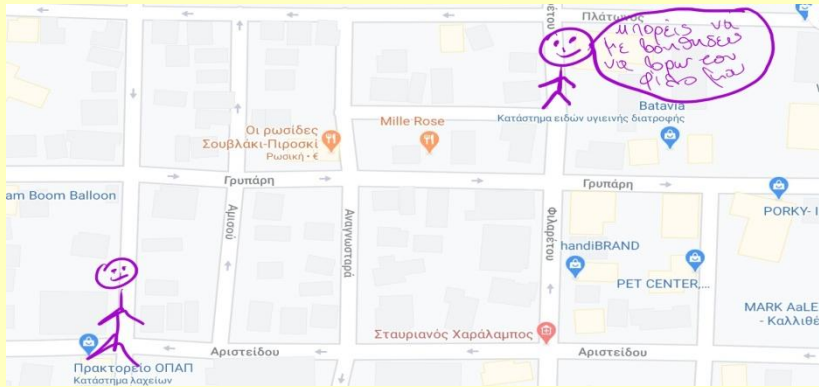 Πλάτωνος
μπορείς να
με βοηθήσεις
να βρω τον
φίλο μου
Batavia
Κατάστημα ειδών υγιεινής διατροφής
Οι ρωσίδες
Σουβλάκι-Πιροσκί
Ρωσική • €
Mille Rose
Γρυπάρη
Γρυπάρη
am Boom Balloon
Αμισού
Αναγνωσταρά
Φιλαρέτου
PORKY- I
handiBRAND
PET CENTER,...
MARK AaLE
- Καλλιθέ
Σταυριανός Χαράλαμπος
Αριστείδου
Αριστείδου
Πρακτορείο ΟΠΑΠ
Κατάστημα λαχείων